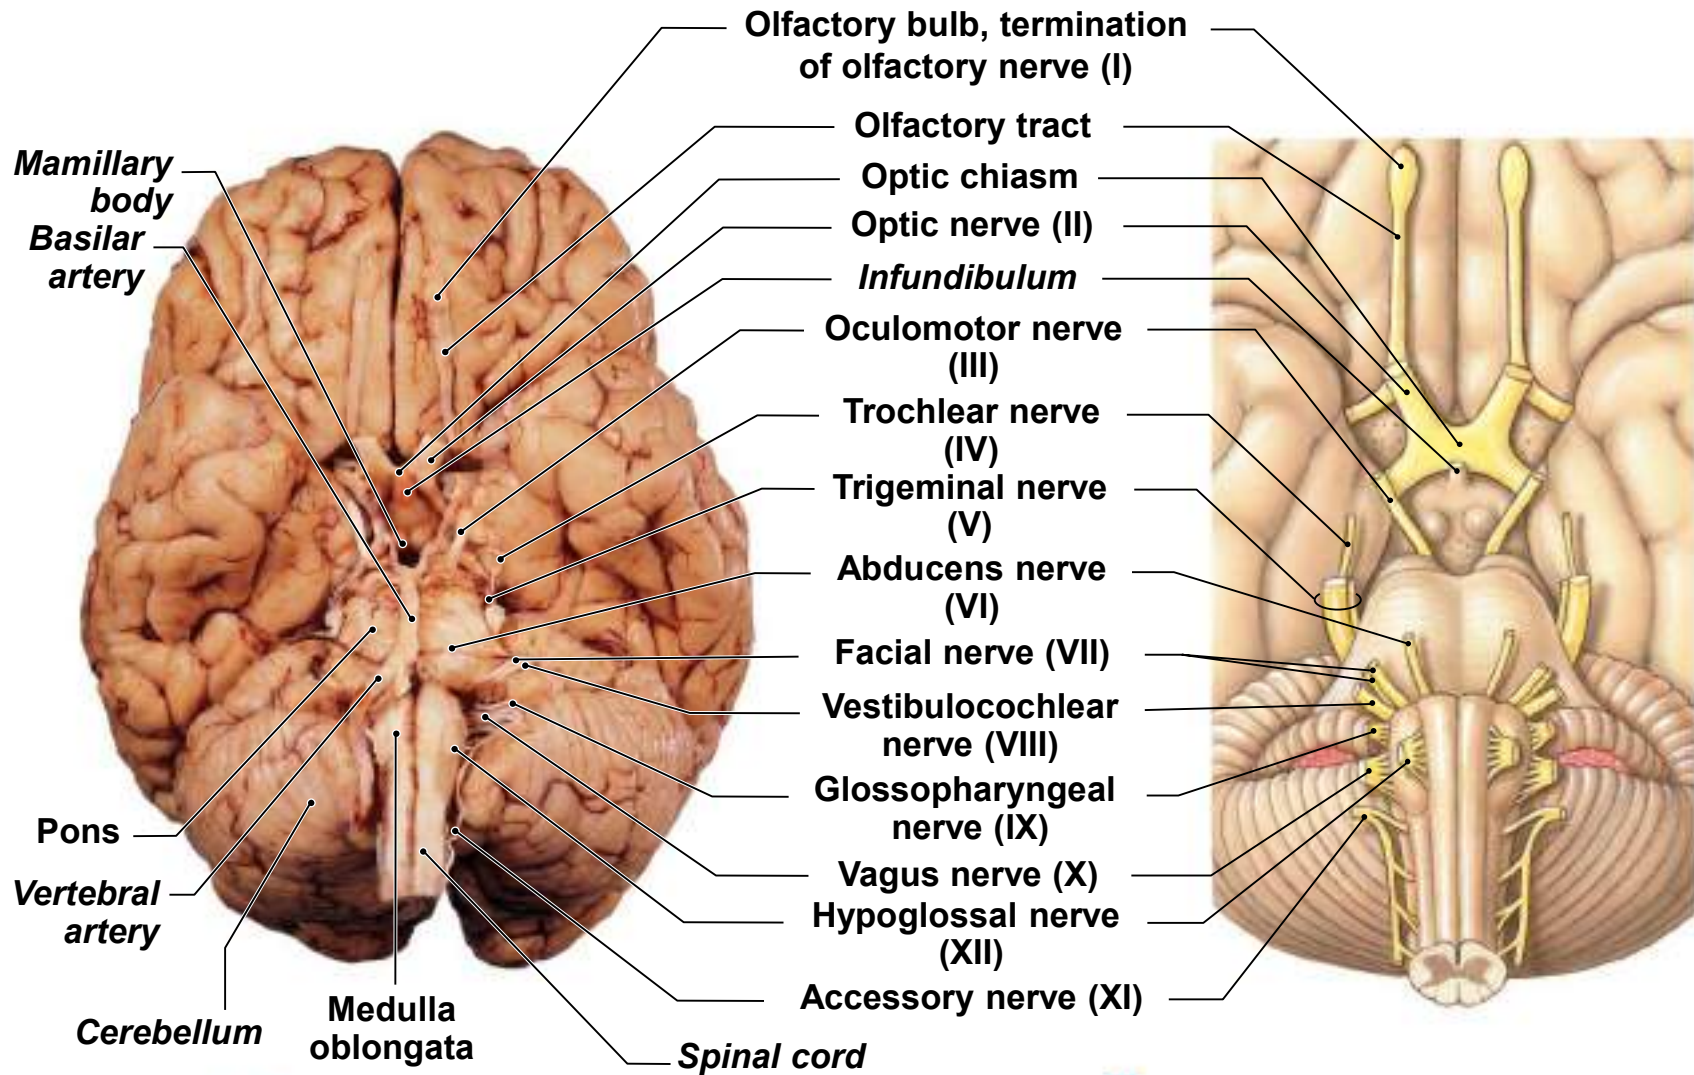 Olfactory bulb, termination
of olfactory nerve (I)
Olfactory tract
Optic chiasm
Optic nerve (II)
Infundibulum
Oculomotor nerve
(III)
Trochlear nerve
(IV)
Trigeminal nerve
(V)
Abducens nerve
(VI)
Facial nerve (VII)
Vestibulocochlear
nerve (VIII)
Glossopharyngeal
nerve (IX)
Vagus nerve (X)
Hypoglossal nerve
(XII)
Accessory nerve (XI)
Mamillary
body
Basilar
artery
Pons
Vertebral
artery
Cerebellum
Medulla
oblongata
Spinal cord